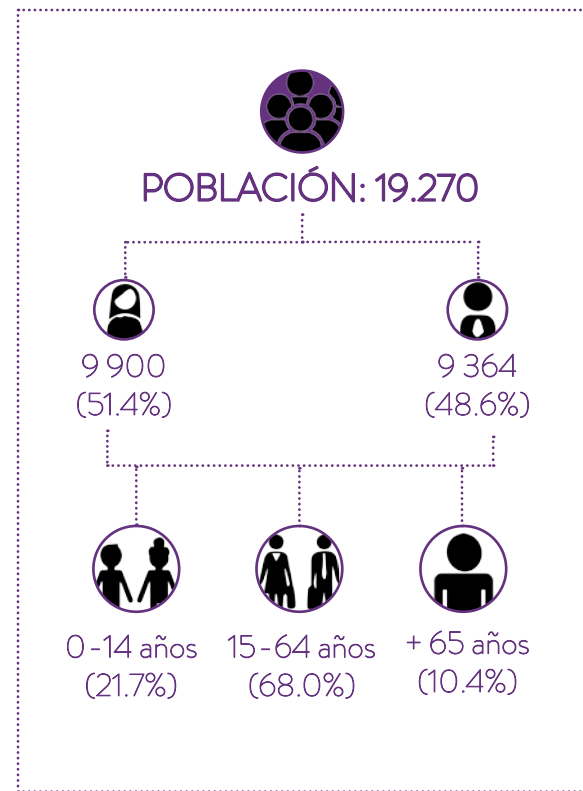 POBLACIÓN: 19.270
9 900
(51.4%)
9 364
(48.6%)
0-14 años
(21.7%)
15-64 años
(68.0%)
+ 65 años
(10.4%)